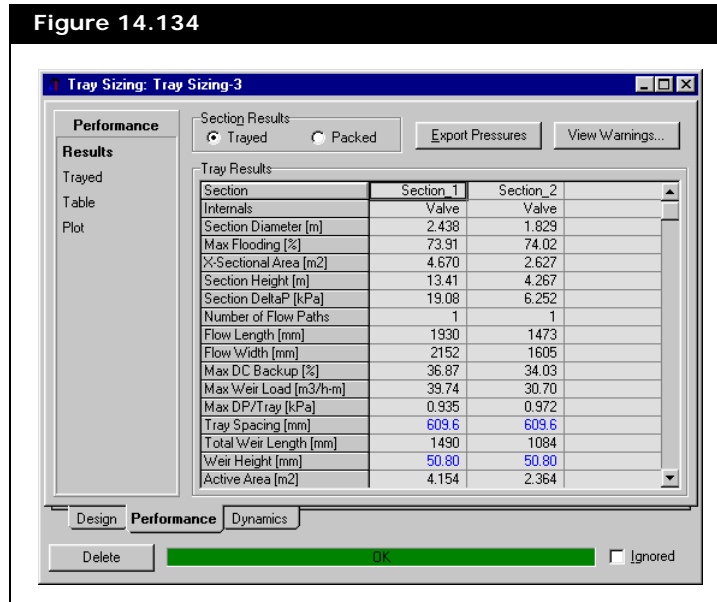 Figure 14.134
Tray Sizing: Tray Sizing-3
Performance
Results
Trayed
Table
Plot
Section Results
Trayed Packed
Export Pressures
View Warnings...
Tray Results
Section Section_1 Section_2
Internals Valve Valve
Section Diameter [m] 2.438 1.829
Max Flooding [%] 73.91 74.02
X-Sectional Area [m2] 4.670 2.627
Section Height [m] 13.41 4.267
Section DeltaP [kPa] 19.08 6.252
Number of Flow Paths 1 1
Flow Length [mm] 1930 1473
Flow Width [mm] 2152 1605
Max DC Backup [%] 36.87 34.03
Max Weir Load [m3/h-m] 39.74 30.70
Max DP/Tray [kPa] 0.935 0.972
Tray Spacing [mm] 609.6 609.6
Total Weir Length [mm] 1490 1084
Weir Height [mm] 50.80 50.80
Active Area [m2] 4.154 2.364
Design Performance Dynamics
Delete OK Ignored